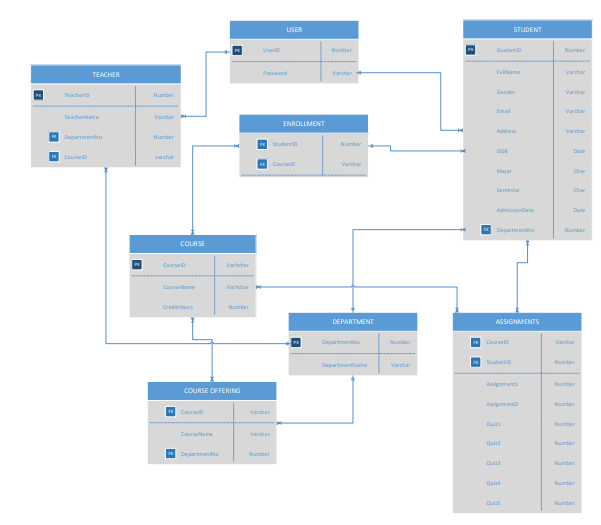 USER
PK UserID Number
Password Varchar
STUDENT
PK StudentID Number
FullName Varchar
Gender Varchar
Email Varchar
Address Varchar
DOB Date
Major Char
Semester Char
AdmissionDate Date
FK DepartmentNo Number
TEACHER
PK TeacherID Number
TeacherName Varchar
FK DepartmentNo Number
FK CourseID varchar
ENROLLMENT
FK StudentID Number
FK CourseID Varchar
COURSE
PK CourseID Varhchar
CourseName Varhchar
CreditHours Number
DEPARTMENT
PK DepartmentNo Number
DepartmentName Varchar
ASSIGNMENTS
FK CourseID Varchar
FK StudentID Number
Assignment1 Number
Assignment2 Number
Quiz1 Number
Quiz2 Number
Quiz3 Number
Quiz4 Number
Quiz5 Number
COURSE OFFERING
FK CourseID Varchar
CourseName Varchar
FK DepartmentNo Number